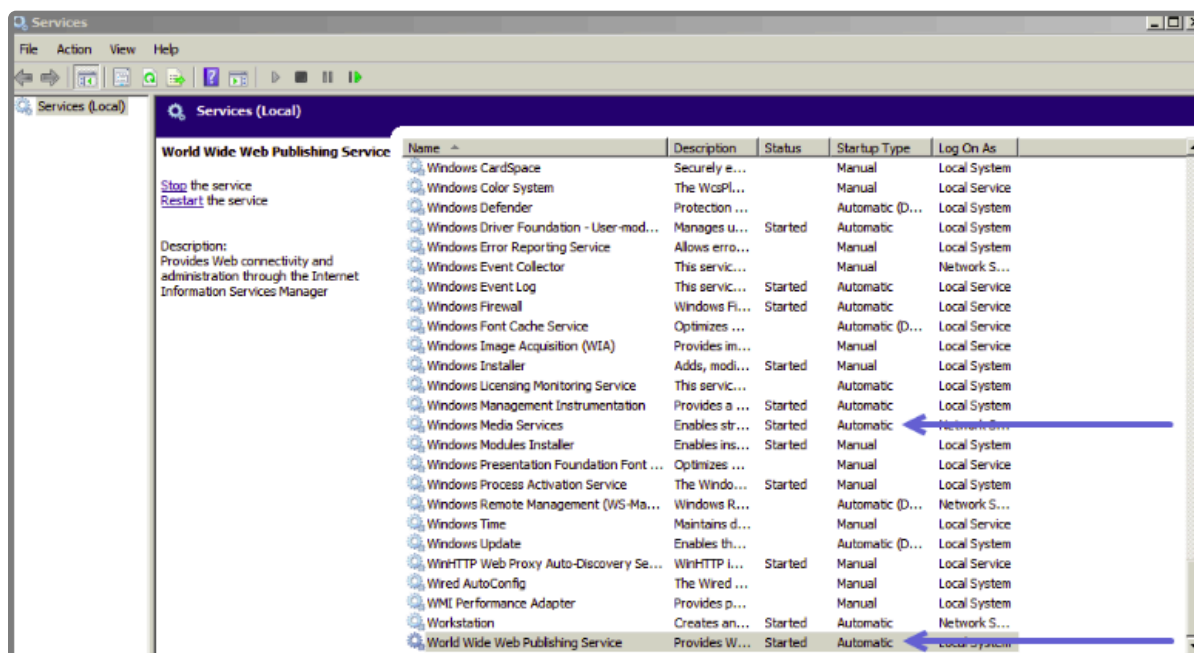 Services
File Action View Help
Services (Local)
Services (Local)
World Wide Web Publishing Service
Stop the service
Restart the service
Description:
Provides Web connectivity and
administration through the Internet
Information Services Manager
Name Description Status Startup Type Log On As
Windows CardSpace Securely e... Manual Local System
Windows Color System The WcsPl... Manual Local Service
Windows Defender Protection ... Automatic (D... Local System
Windows Driver Foundation - User-mod... Manages u... Started Automatic Local System
Windows Error Reporting Service Allows erro... Manual Local System
Windows Event Collector This servic... Manual Network S...
Windows Event Log This servic... Started Automatic Local Service
Windows Firewall Windows Fi... Started Automatic Local Service
Windows Font Cache Service Optimizes ... Automatic (D... Local Service
Windows Image Acquisition (WIA) Provides im... Manual Local Service
Windows Installer Adds, modi... Started Manual Local System
Windows Licensing Monitoring Service This servic... Automatic Local System
Windows Management Instrumentation Provides a ... Started Automatic Local System
Windows Media Services Enables str... Started Automatic Network S...
Windows Modules Installer Enables ins... Started Manual Local System
Windows Presentation Foundation Font ... Optimizes ... Manual Local Service
Windows Process Activation Service The Windo... Started Manual Local System
Windows Remote Management (WS-Ma... Windows R... Automatic (D... Network S...
Windows Time Maintains d... Manual Local Service
Windows Update Enables th... Automatic (D... Local System
WinHTTP Web Proxy Auto-Discovery Se... WinHTTP i... Started Manual Local Service
Wired AutoConfig The Wired ... Manual Local System
WMI Performance Adapter Provides p... Manual Local System
Workstation Creates an... Started Automatic Network S...
World Wide Web Publishing Service Provides W... Started Automatic Local System